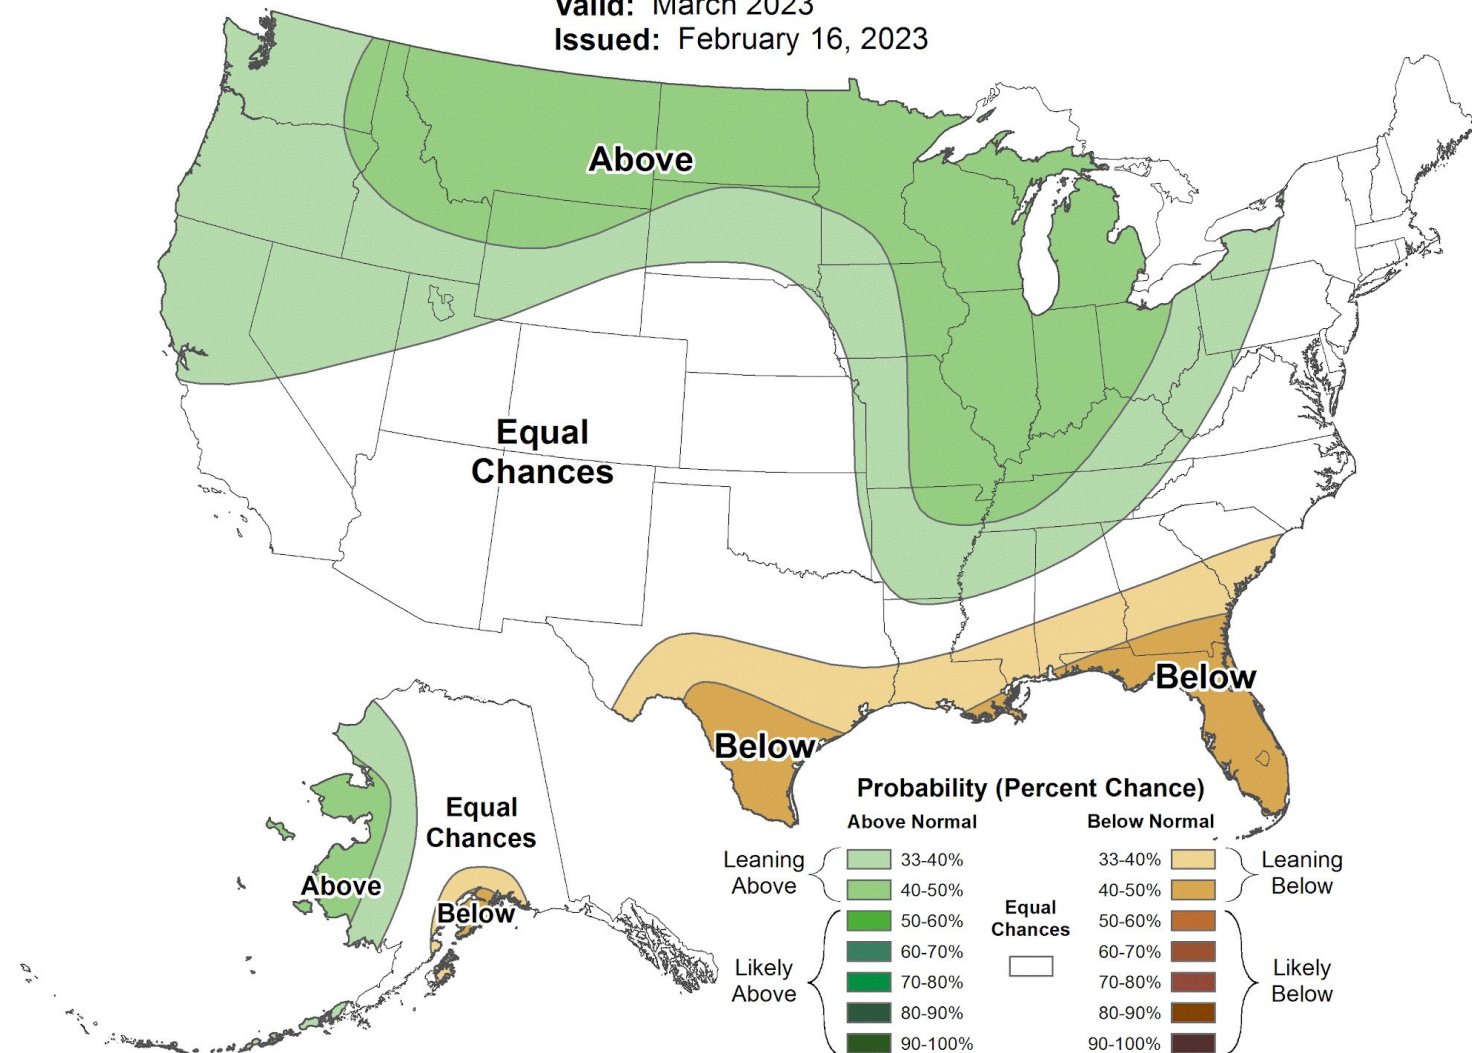 Valid: March 2023
Issued: February 16, 2023
Above
Equal
Chances
Below
Below
Equal
Chances
Above
Below
Probability (Percent Chance)
Above Normal
Below Normal
Leaning
Above
33-40%
40-50%
50-60%
60-70%
70-80%
80-90%
90-100%
Likely
Above
Equal
Chances
33-40%
40-50%
50-60%
60-70%
70-80%
80-90%
90-100%
Leaning
Below
Likely
Below